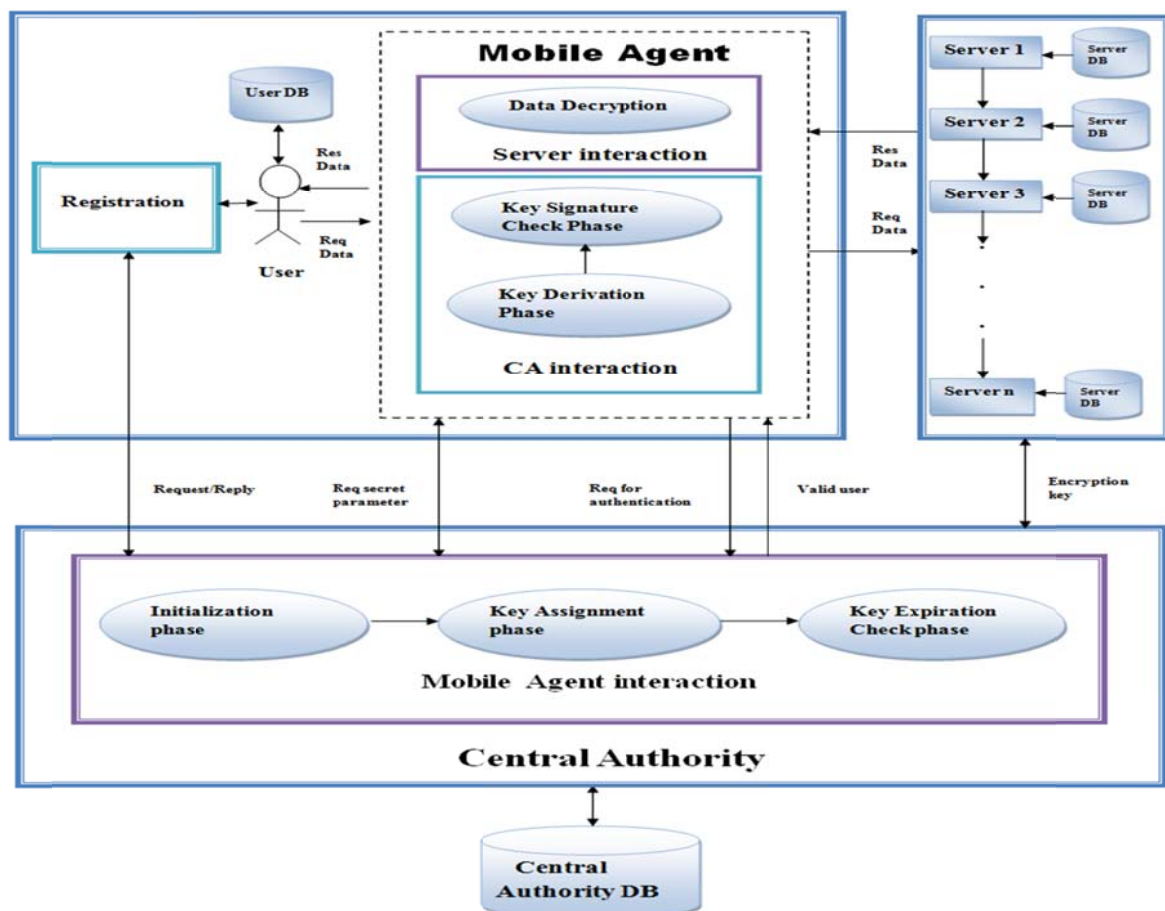 Mobile Agent
Data Decryption
Server interaction
Key Signature
Check Phase
Key Derivation
Phase
CA interaction
User DB
Res
Data
Registration
Req
Data
User
Res
Data
Req
Data
Server 1
Server
DB
Server 2
Server
DB
Server 3
Server
DB
Server n
Server
DB
Request/Reply
Req secret
parameter
Req for
authentication
Valid user
Encryption
key
Initialization
phase
Key Assignment
phase
Key Expiration
Check phase
Mobile Agent interaction
Central Authority
Central
Authority DB